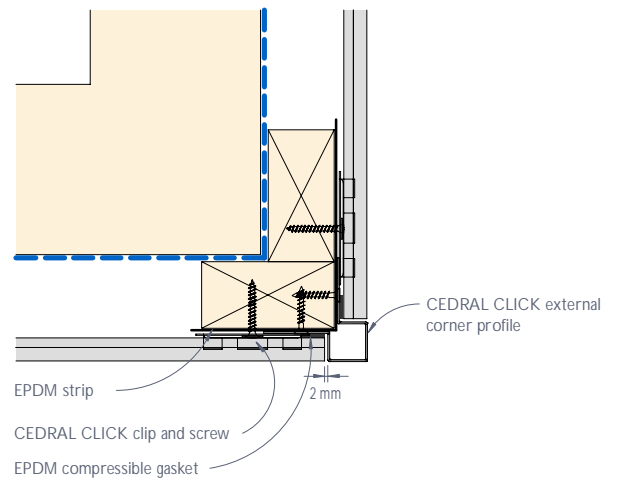 CEDRAL CLICK external
corner profile
EPDM strip
2 mm
CEDRAL CLICK clip and screw
EPDM compressible gasket